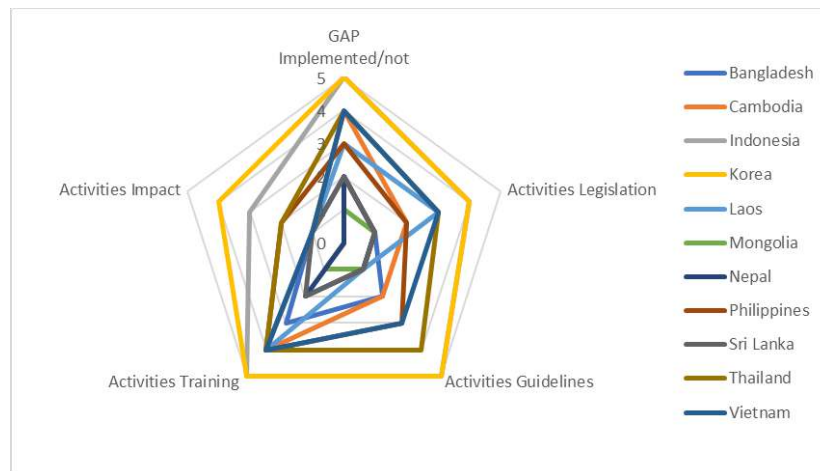 GAP
Implemented/not
5
4
3
2
0
Activities Impact
Activities Legislation
Activities Training
Activities Guidelines
Bangladesh
Cambodia
Indonesia
Korea
Laos
Mongolia
Nepal
Philippines
Sri Lanka
Thailand
Vietnam